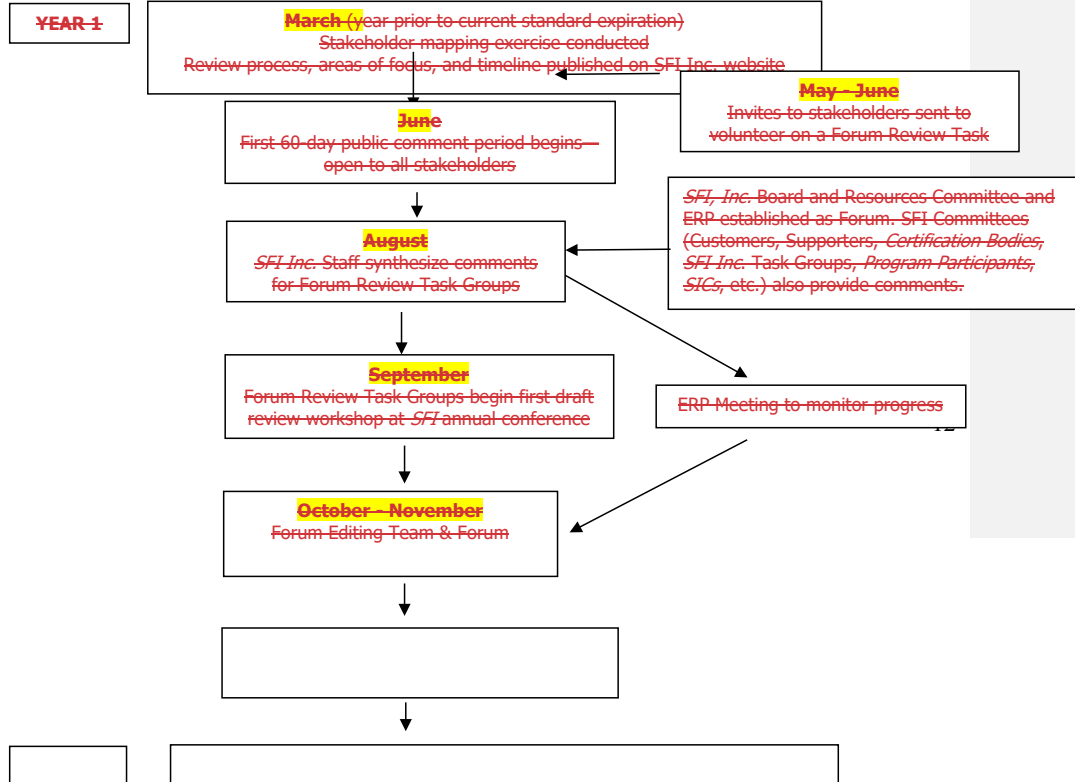 YEAR 1
March (year prior to current standard expiration)
Stakeholder mapping exercise conducted
Review process, areas of focus, and timeline published on SFI Inc. website
May - June
Invites to stakeholders sent to
volunteer on a Forum Review Task
June
First 60-day public comment period begins—
open to all stakeholders
SFI, Inc. Board and Resources Committee and
ERP established as Forum. SFI Committees
(Customers, Supporters, Certification Bodies,
SFI Inc. Task Groups, Program Participants,
SICs, etc.) also provide comments.
August
SFI Inc. Staff synthesize comments
for Forum Review Task Groups
September
Forum Review Task Groups begin first draft
review workshop at SFI annual conference
ERP Meeting to monitor progress
October - November
Forum Editing Team & Forum